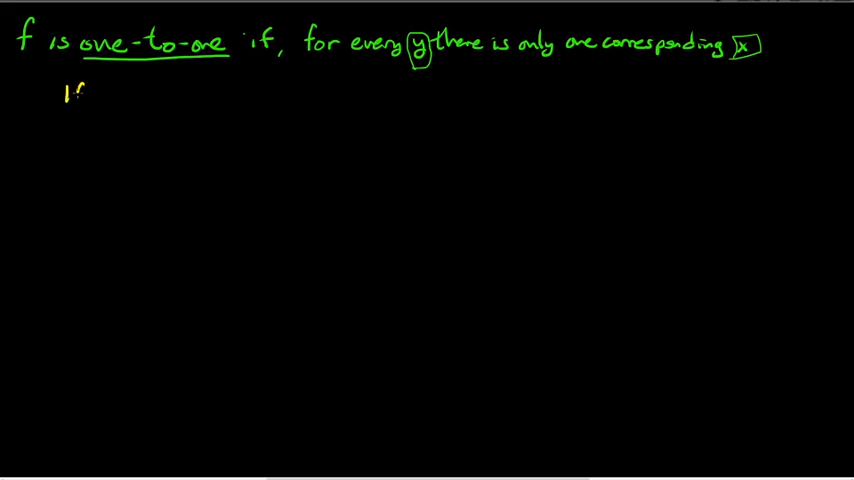 f is one-to-one if, for every y there is only one corresponding x
If